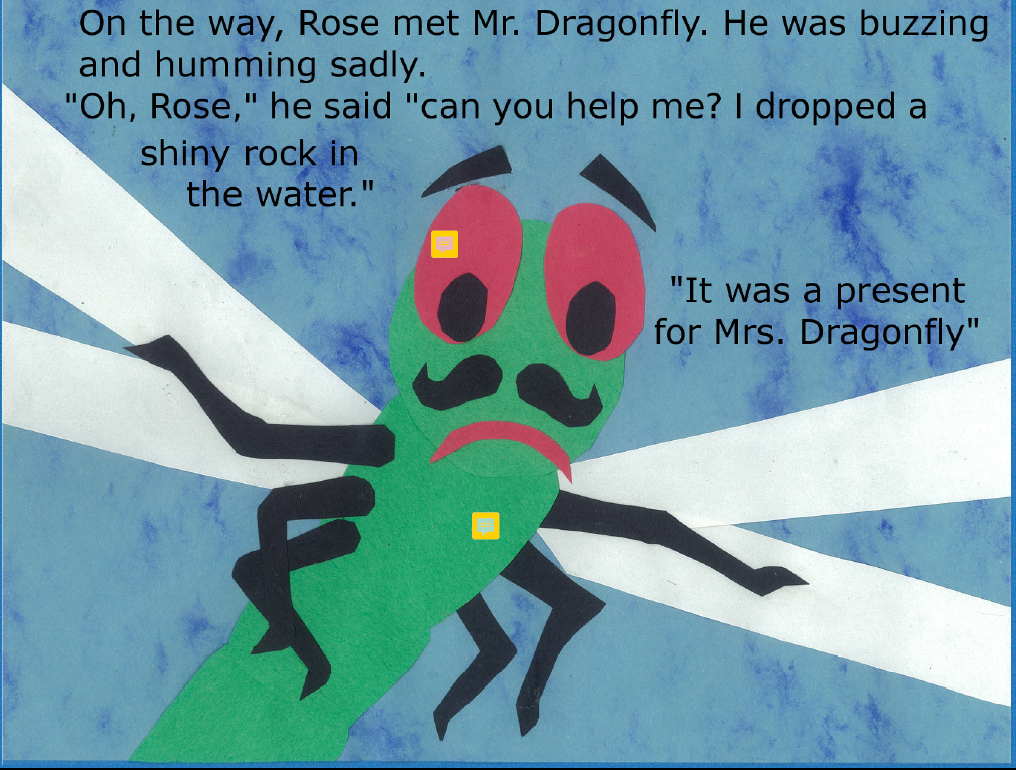 On the way, Rose met Mr. Dragonfly. He was buzzing
and humming sadly.
"Oh, Rose," he said "can you help me? I dropped a
shiny rock in
the water."
"It was a present
for Mrs. Dragonfly"